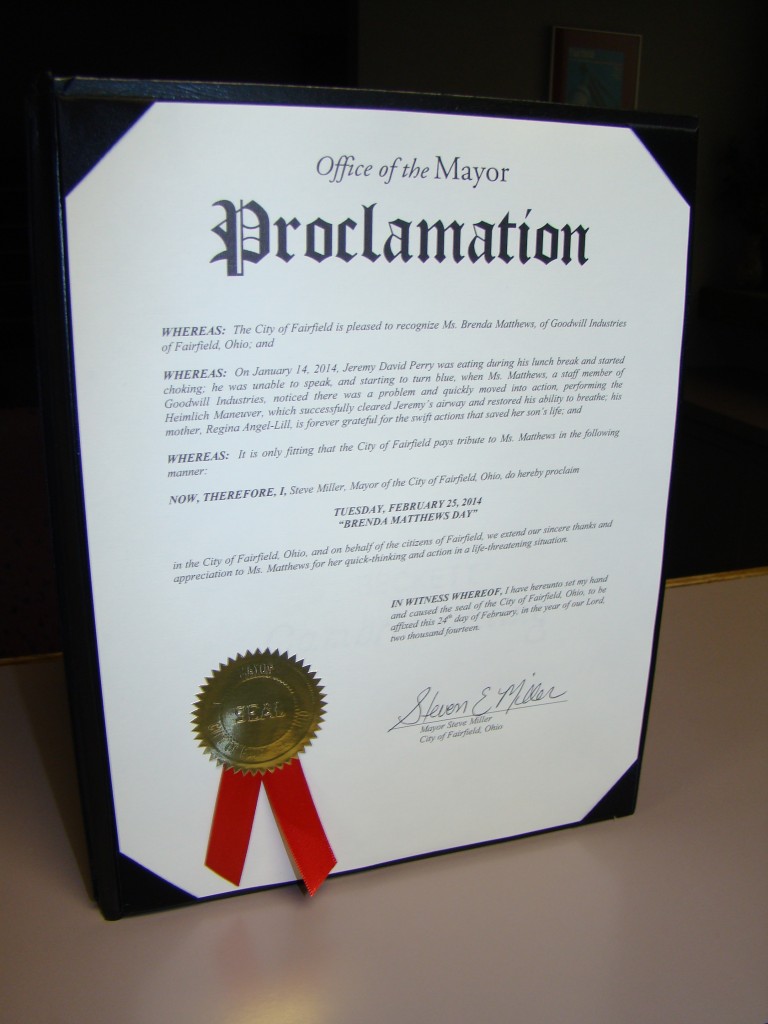 Office of the Mayor
Proclamation
WHEREAS: The City of Fairfield is pleased to recognize Ms. Brenda Matthews, of Goodwill Industries
of Fairfield, Ohio; and
WHEREAS: On January 14, 2014, Jeremy David Perry was eating during his lunch break and started
choking; he was unable to speak, and starting to turn blue, when Ms. Matthews, a staff member of
Goodwill Industries, noticed there was a problem and quickly moved into action, performing the
Heimlich Maneuver, which successfully cleared Jeremy's airway and restored his ability to breathe; his
mother, Regina Angel-Lill, is forever grateful for the swift actions that saved her son's life; and
WHEREAS: It is only fitting that the City of Fairfield pays tribute to Ms. Matthews in the following
manner:
NOW, THEREFORE, I, Steve Miller, Mayor of the City of Fairfield, Ohio, do hereby proclaim
TUESDAY, FEBRUARY 25, 2014
"BRENDA MATTHEWS DAY"
in the City of Fairfield, Ohio, and on behalf of the citizens of Fairfield, we extend our sincere thanks and
appreciation to Ms. Matthews for her quick-thinking and action in a life-threatening situation.
IN WITNESS WHEREOF, I have hereunto set my hand
and caused the seal of the City of Fairfield, Ohio, to be
affixed this 24th day of February, in the year of our Lord,
two thousand fourteen.
Steven E Miller
Mayor Steve Miller
City of Fairfield, Ohio
SEAL